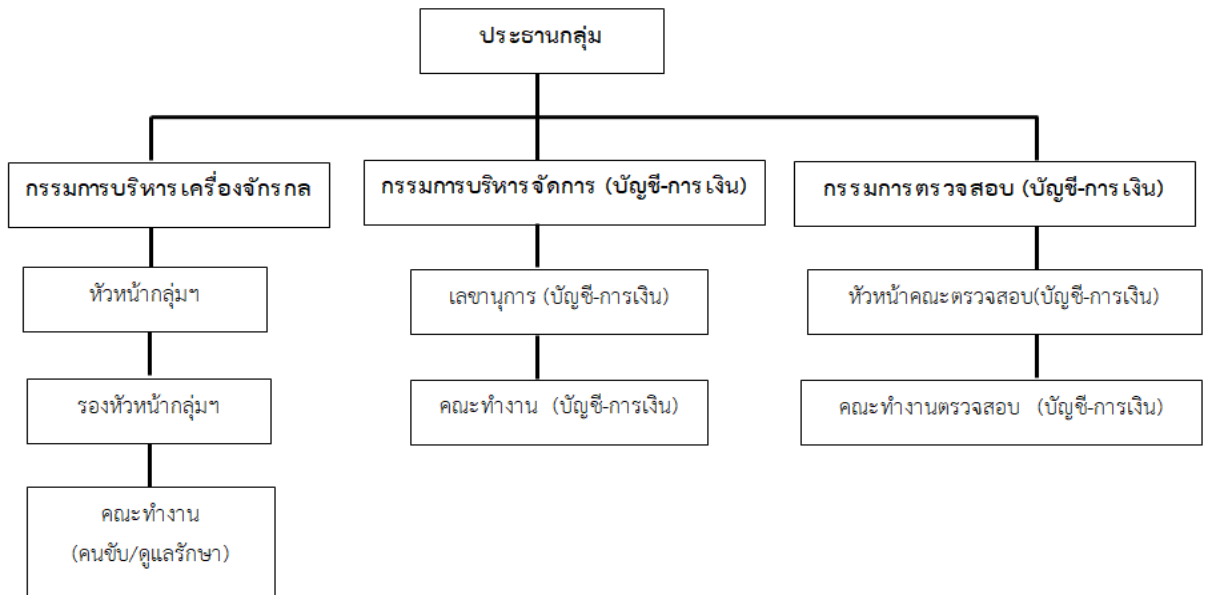 ประธานกลุ่ม
กรรมการบริหารเครื่องจักรกล
กรรมการบริหารจัดการ (บัญชี-การเงิน)
กรรมการตรวจสอบ (บัญชี-การเงิน)
หัวหน้ากลุ่มฯ
เลขานุการ (บัญชี-การเงิน)
หัวหน้าคณะตรวจสอบ(บัญชี-การเงิน)
รองหัวหน้ากลุ่มฯ
คณะทำงาน (บัญชี-การเงิน)
คณะทำงานตรวจสอบ (บัญชี-การเงิน)
คณะทำงาน
(คนขับ/ดูแลรักษา)